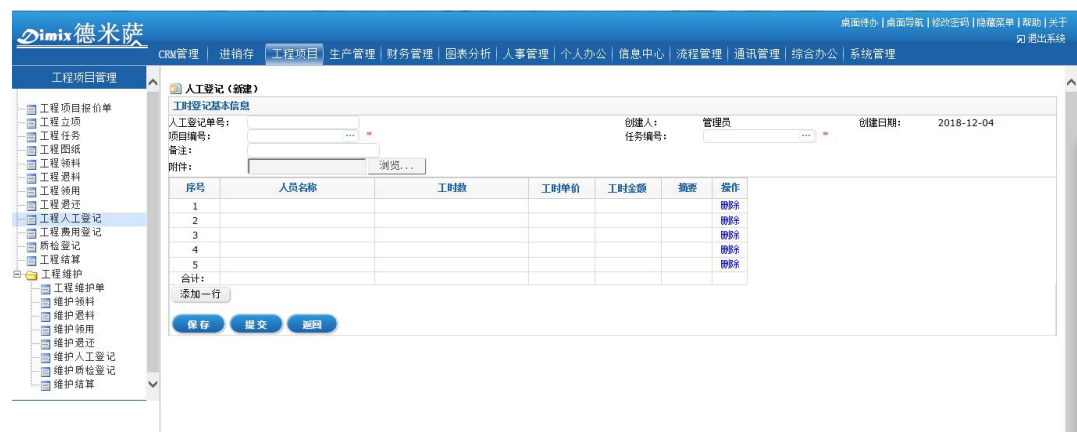 Dimix德米萨
桌面待办 | 桌面导航 | 修改密码 | 隐藏菜单 | 帮助 | 关于
退出系统
CRM管理 | 进销存 | 工程项目 | 生产管理 | 财务管理 | 图表分析 | 人事管理 | 个人办公 | 信息中心 | 流程管理 | 通讯管理 | 综合办公 | 系统管理
工程项目管理
工程项目报价单
工程立项
工程任务
工程图纸
工程领料
工程退料
工程领用
工程退还
工程人工登记
工程费用登记
质检登记
工程结算
工程维护
工程维护单
维护领料
维护退料
维护领用
维护退还
维护人工登记
维护质检登记
维护结算
人工登记（新建）
工时登记基本信息
人工登记单号: 创建人: 管理员 创建日期: 2018-12-04
项目编号: ... * 任务编号: ... *
备注:
附件: 浏览...
序号 人员名称 工时数 工时单价 工时金额 摘要 操作
1 删除
2 删除
3 删除
4 删除
5 删除
合计:
添加一行
保存 提交 返回